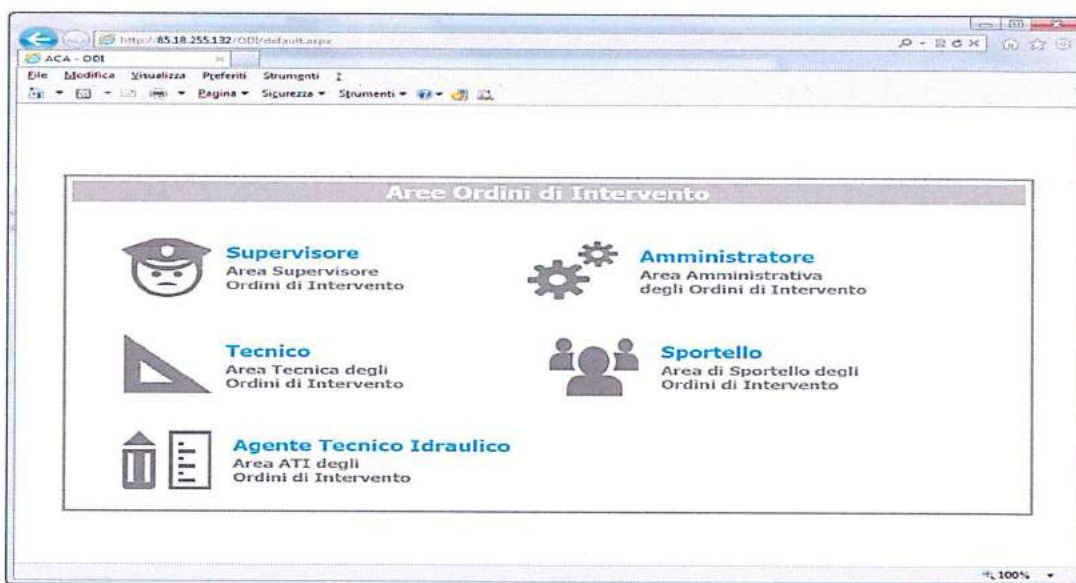 http://85.18.255.132/ODI/default.aspx
ACA - ODI
File Modifica Visualizza Preferiti Strumenti ?
Pagina Sicurezza Strumenti
Aree Ordini di Intervento
Supervisore
Area Supervisore
Ordini di Intervento
Amministratore
Area Amministrativa
degli Ordini di Intervento
Tecnico
Area Tecnica degli
Ordini di Intervento
Sportello
Area di Sportello degli
Ordini di Intervento
Agente Tecnico Idraulico
Area ATI degli
Ordini di Intervento
100%